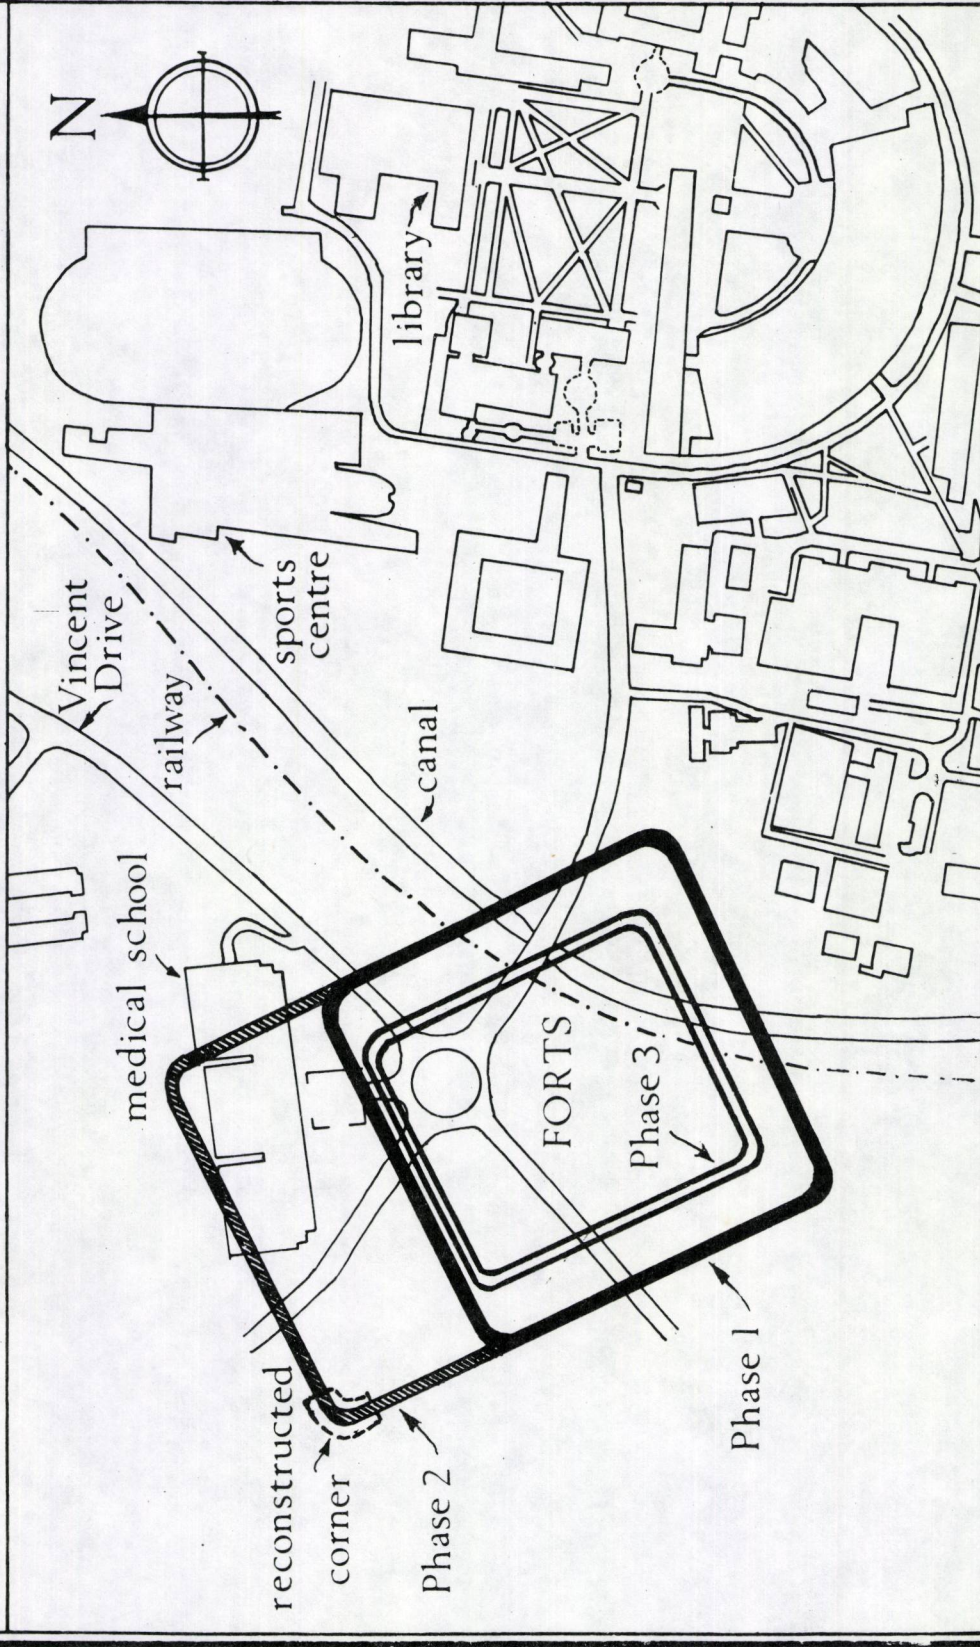 N
Vincent
Drive
railway
sports
centre
library
canal
medical school
FORTS
Phase 3
reconstructed
corner
Phase 2
Phase 1